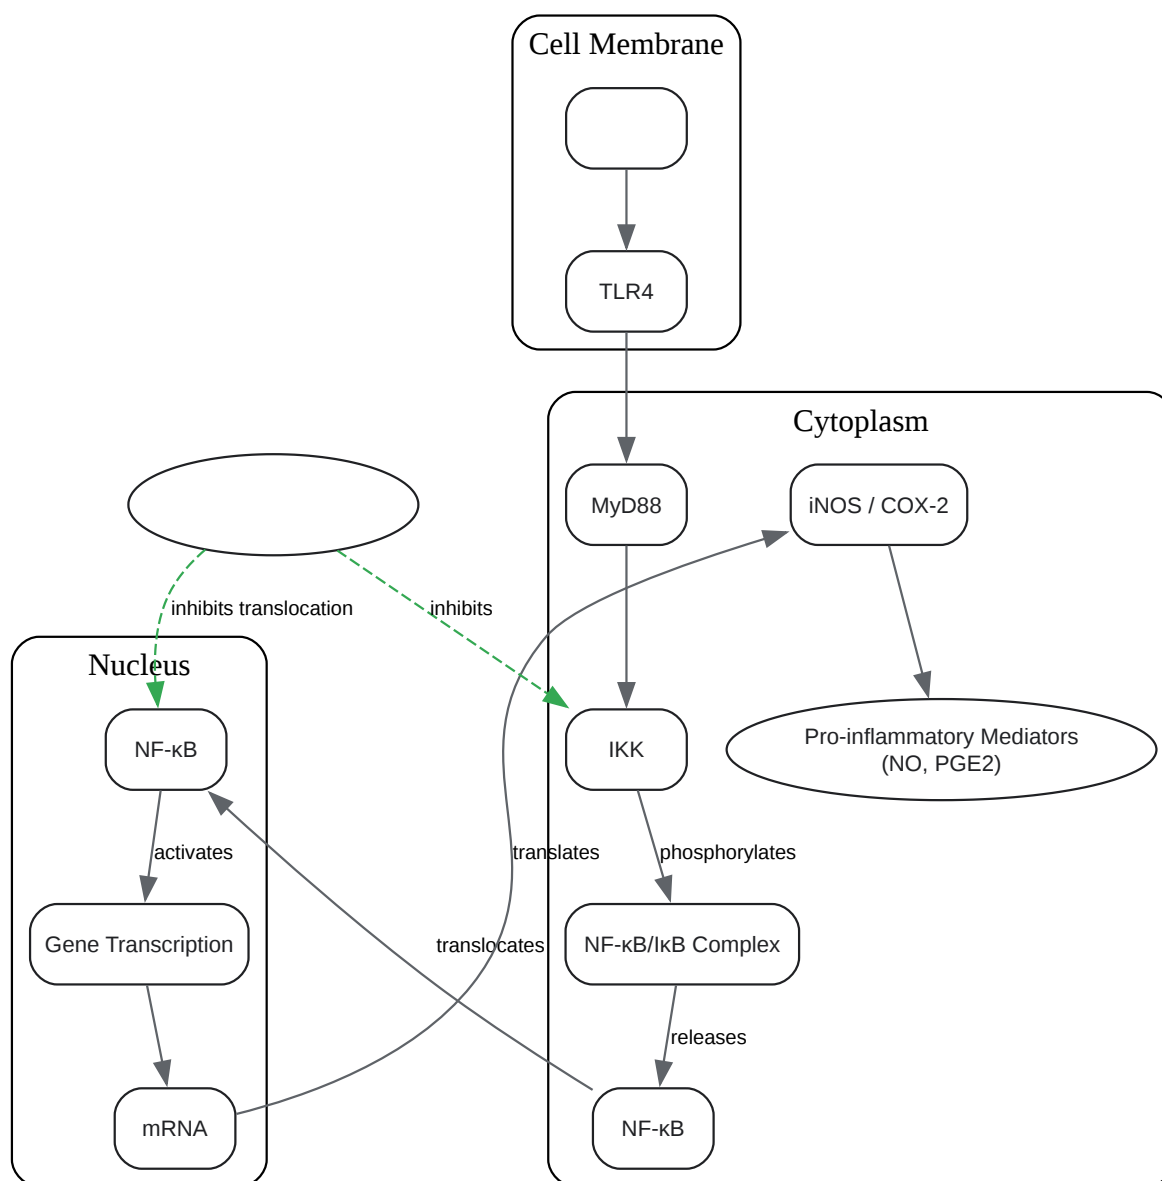 Cell Membrane
TLR4
Cytoplasm
MyD88
iNOS / COX-2
inhibits translocation
inhibits
Nucleus
NF-κB
IKK
Pro-inflammatory Mediators
(NO, PGE2)
activates
translates
phosphorylates
Gene Transcription
translocates
NF-κB/IκB Complex
releases
mRNA
NF-κB